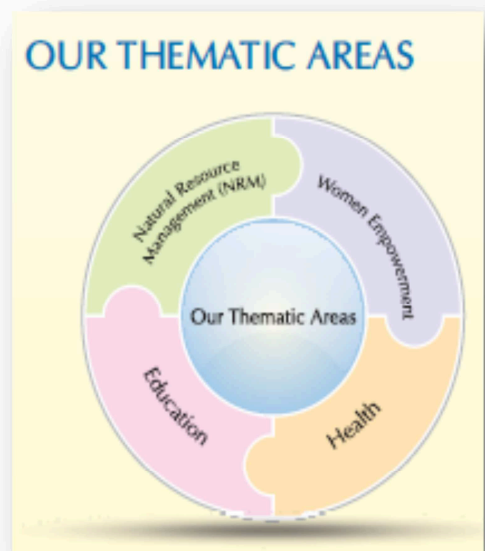 OUR THEMATIC AREAS
Natural Resource
Management (NRM)
Women Empowerment
Our Thematic Areas
Education
Health